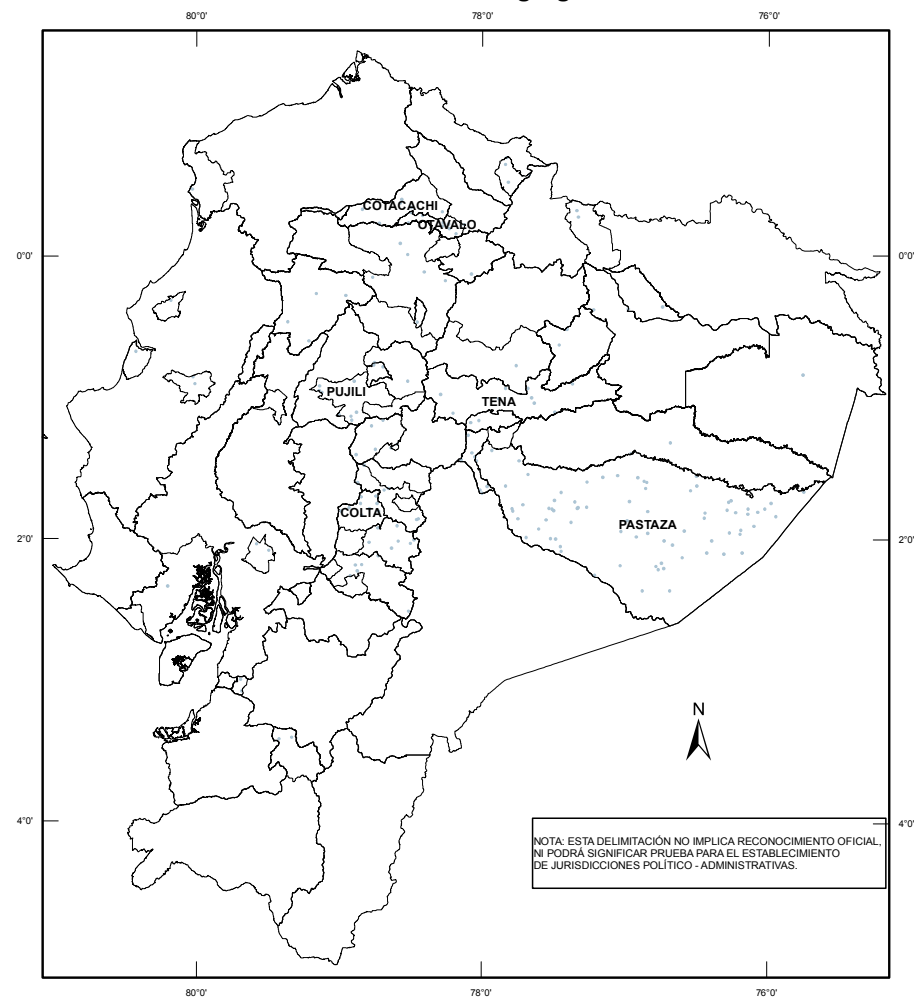 80°0' 78°0' 76°0'
COTACACHI
OTAVALO
0°0' 0°0'
PUJILI
TENA
COLTA
PASTAZA
2°0' 2°0'
N
4°0' 4°0'
NOTA: ESTA DELIMITACIÓN NO IMPLICA RECONOCIMIENTO OFICIAL,
NI PODRÁ SIGNIFICAR PRUEBA PARA EL ESTABLECIMIENTO
DE JURISDICCIONES POLÍTICO - ADMINISTRATIVAS.
80°0' 78°0' 76°0'